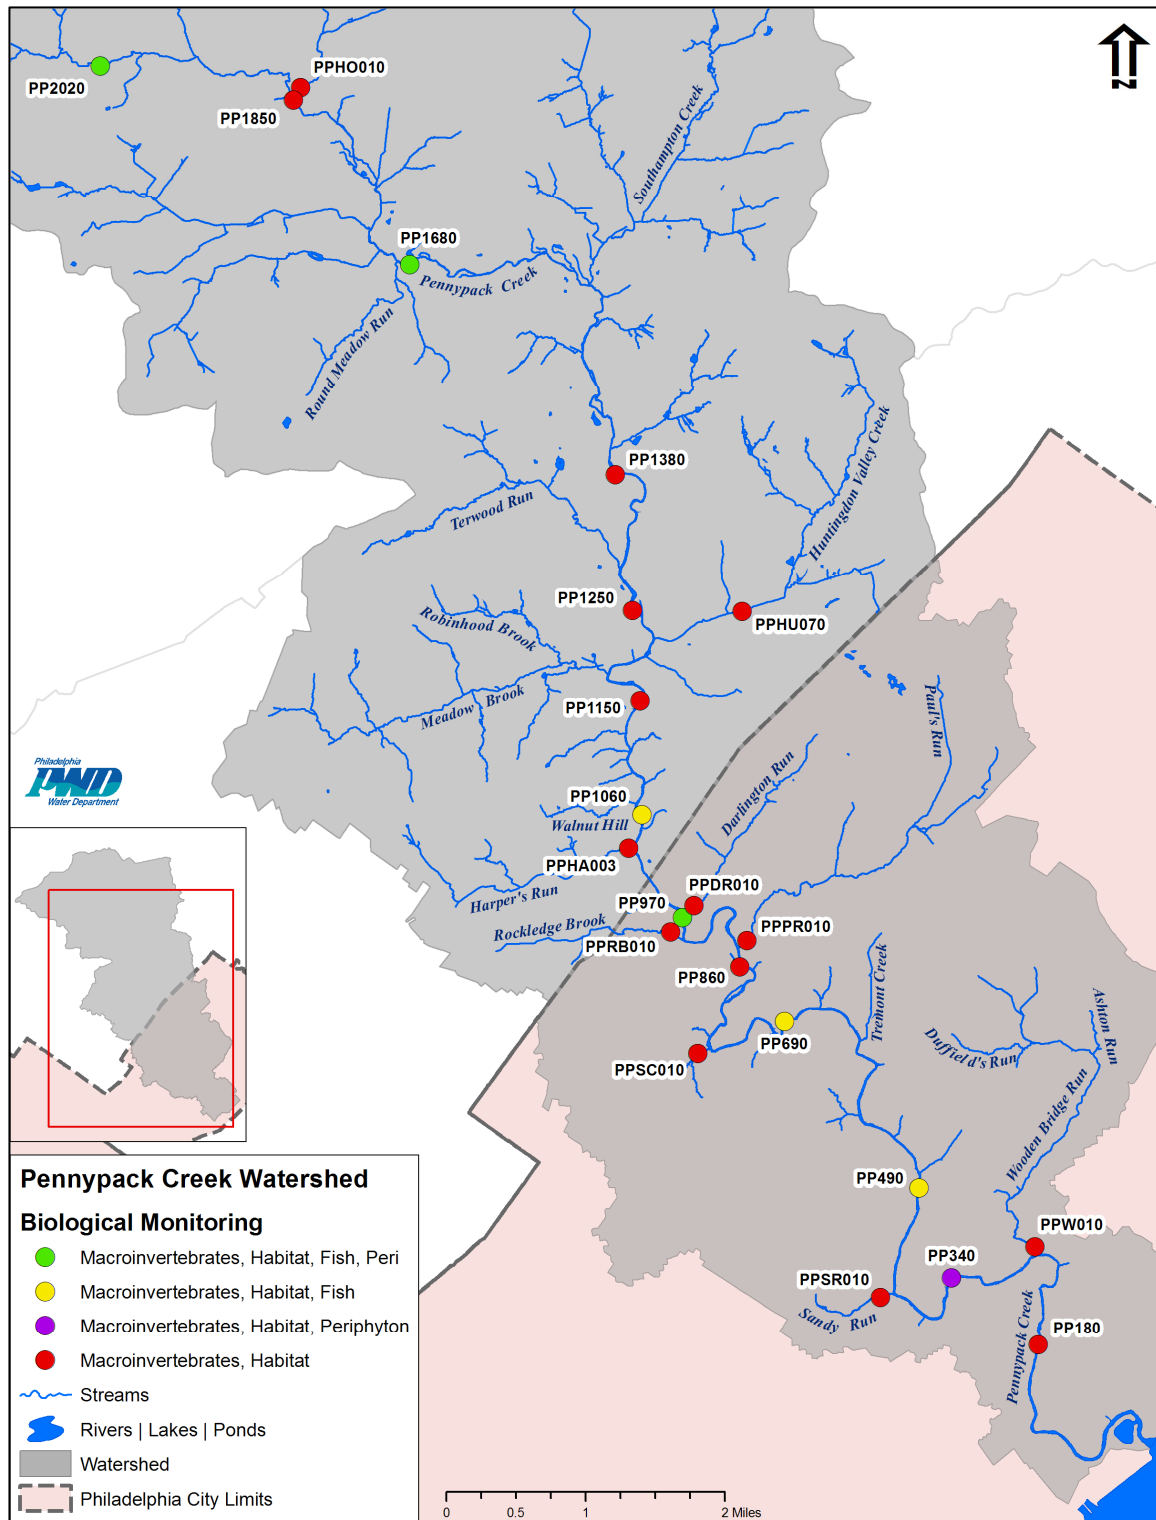 PPHO010
PP2020
PP1850
N
Southampton Creek
PP1680
Pennypack Creek
Round Meadow Run
Huntingdon Valley Creek
PP1380
Terwood Run
PP1250
Robinhood Brook
PPHU070
Meadow Brook
PP1150
Paul's Run
Philadelphia
PWD
Water Department
Darlington Run
PP1060
Walnut Hill
PPHA003
Harper's Run
PPDR010
PP970
Rockledge Brook
PPRB010
PPPR010
PP860
Tremont Creek
Ashton Run
PP690
Duffield's Run
PPSC010
Wooden Bridge Run
PP490
PPW010
PP340
PPSR010
Sandy Run
Pennypack Creek
PP180
Pennypack Creek Watershed
Biological Monitoring
Macroinvertebrates, Habitat, Fish, Peri
Macroinvertebrates, Habitat, Fish
Macroinvertebrates, Habitat, Periphyton
Macroinvertebrates, Habitat
Streams
Rivers | Lakes | Ponds
Watershed
Philadelphia City Limits
0 0.5 1 2 Miles